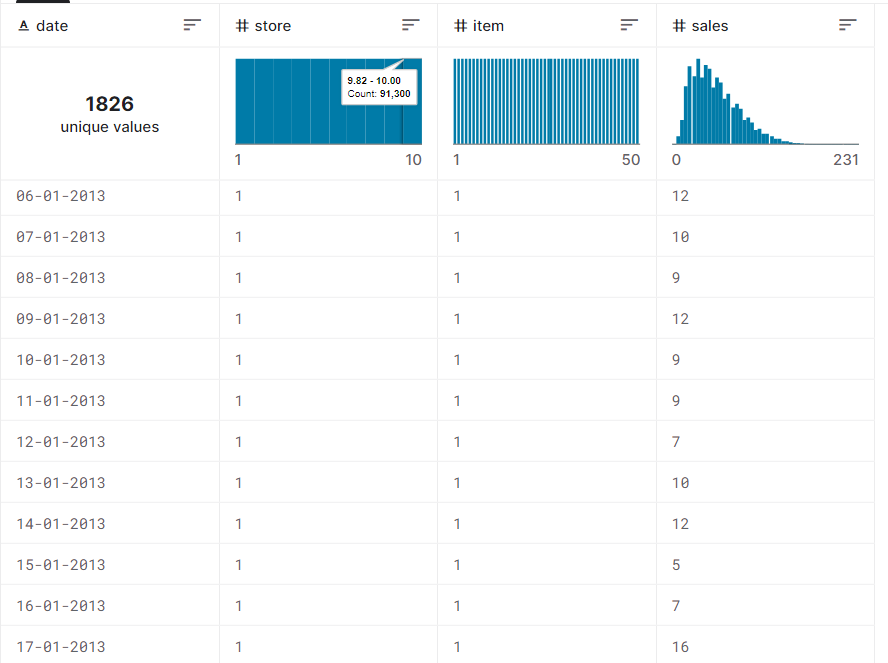 A date # store # item # sales
1826
unique values
9.82 - 10.00
Count: 91,300
1 10 1 50 0 231
06-01-2013 1 1 12
07-01-2013 1 1 10
08-01-2013 1 1 9
09-01-2013 1 1 12
10-01-2013 1 1 9
11-01-2013 1 1 9
12-01-2013 1 1 7
13-01-2013 1 1 10
14-01-2013 1 1 12
15-01-2013 1 1 5
16-01-2013 1 1 7
17-01-2013 1 1 16